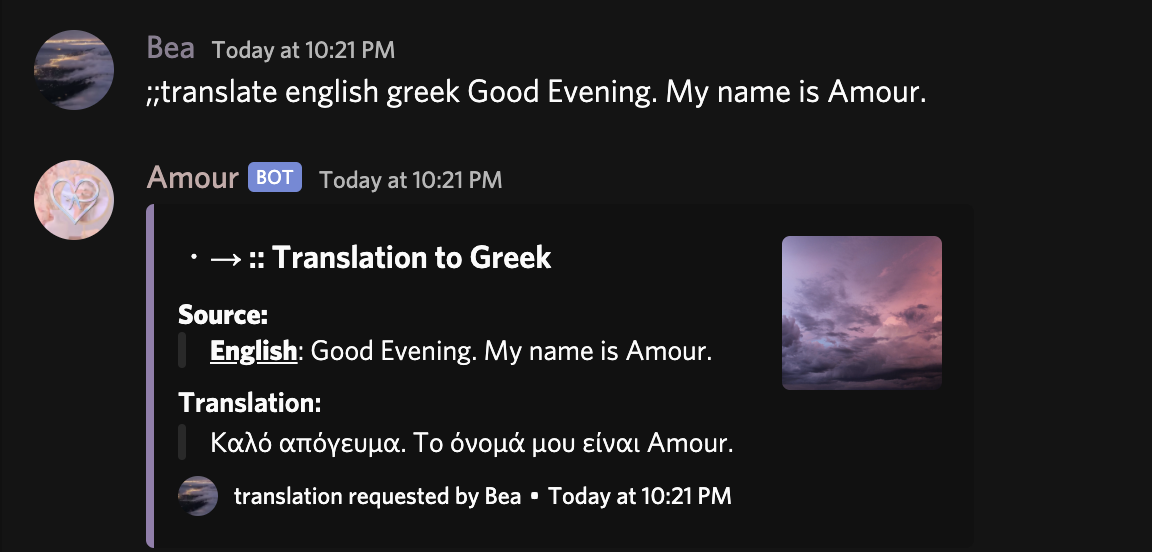 Bea Today at 10:21 PM
;;translate english greek Good Evening. My name is Amour.
Amour BOT Today at 10:21 PM
· → :: Translation to Greek
Source:
English: Good Evening. My name is Amour.
Translation:
Καλό απόγευμα. Το όνομά μου είναι Amour.
translation requested by Bea • Today at 10:21 PM